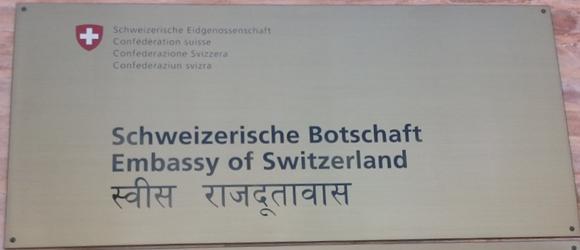 Schweizerische Eidgenossenschaft
Confédération suisse
Confederazione Svizzera
Confederaziun svizra
Schweizerische Botschaft
Embassy of Switzerland
स्वीस राजदूतावास